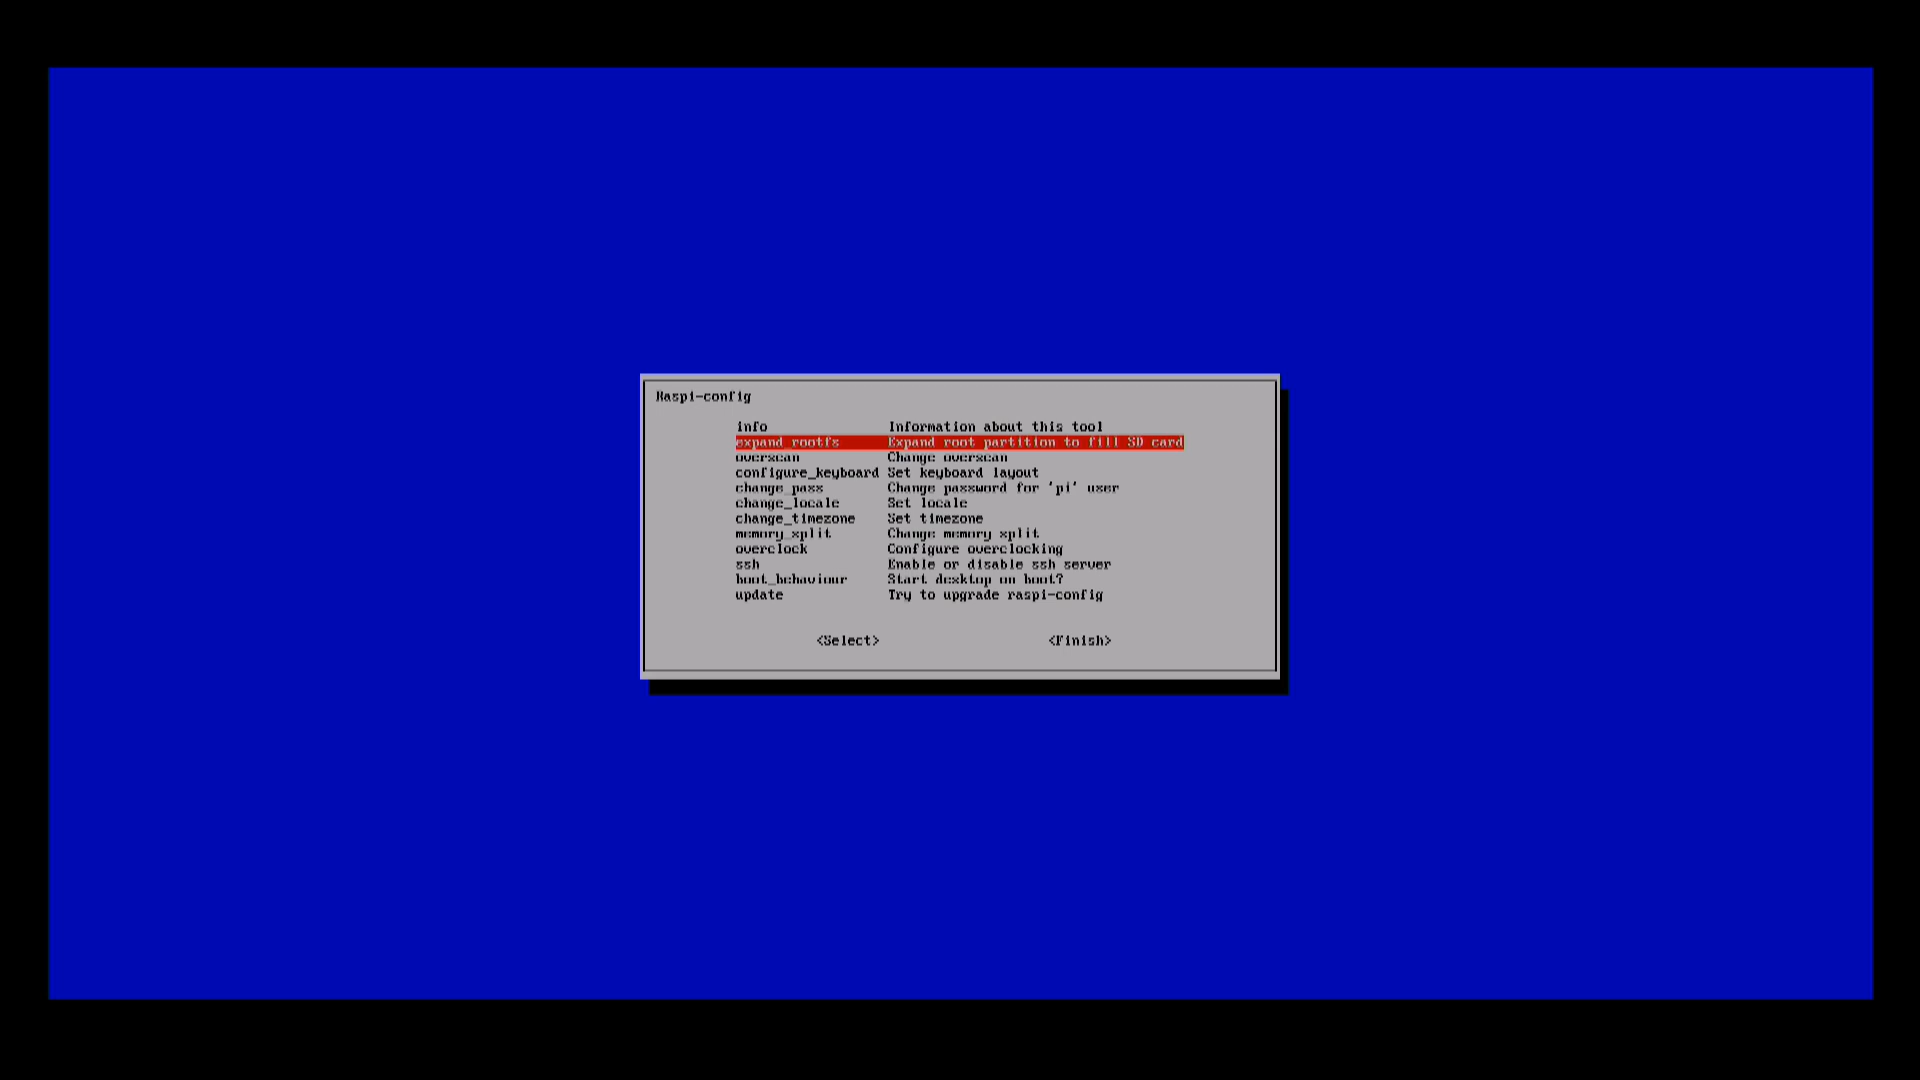 Raspi-config
info Information about this tool
expand_rootfs Expand root partition to fill SD card
overscan Change overscan
configure_keyboard Set keyboard layout
change_pass Change password for 'pi' user
change_locale Set locale
change_timezone Set timezone
memory_split Change memory split
overclock Configure overclocking
ssh Enable or disable ssh server
boot_behaviour Start desktop on boot?
update Try to upgrade raspi-config
<Select> <Finish>